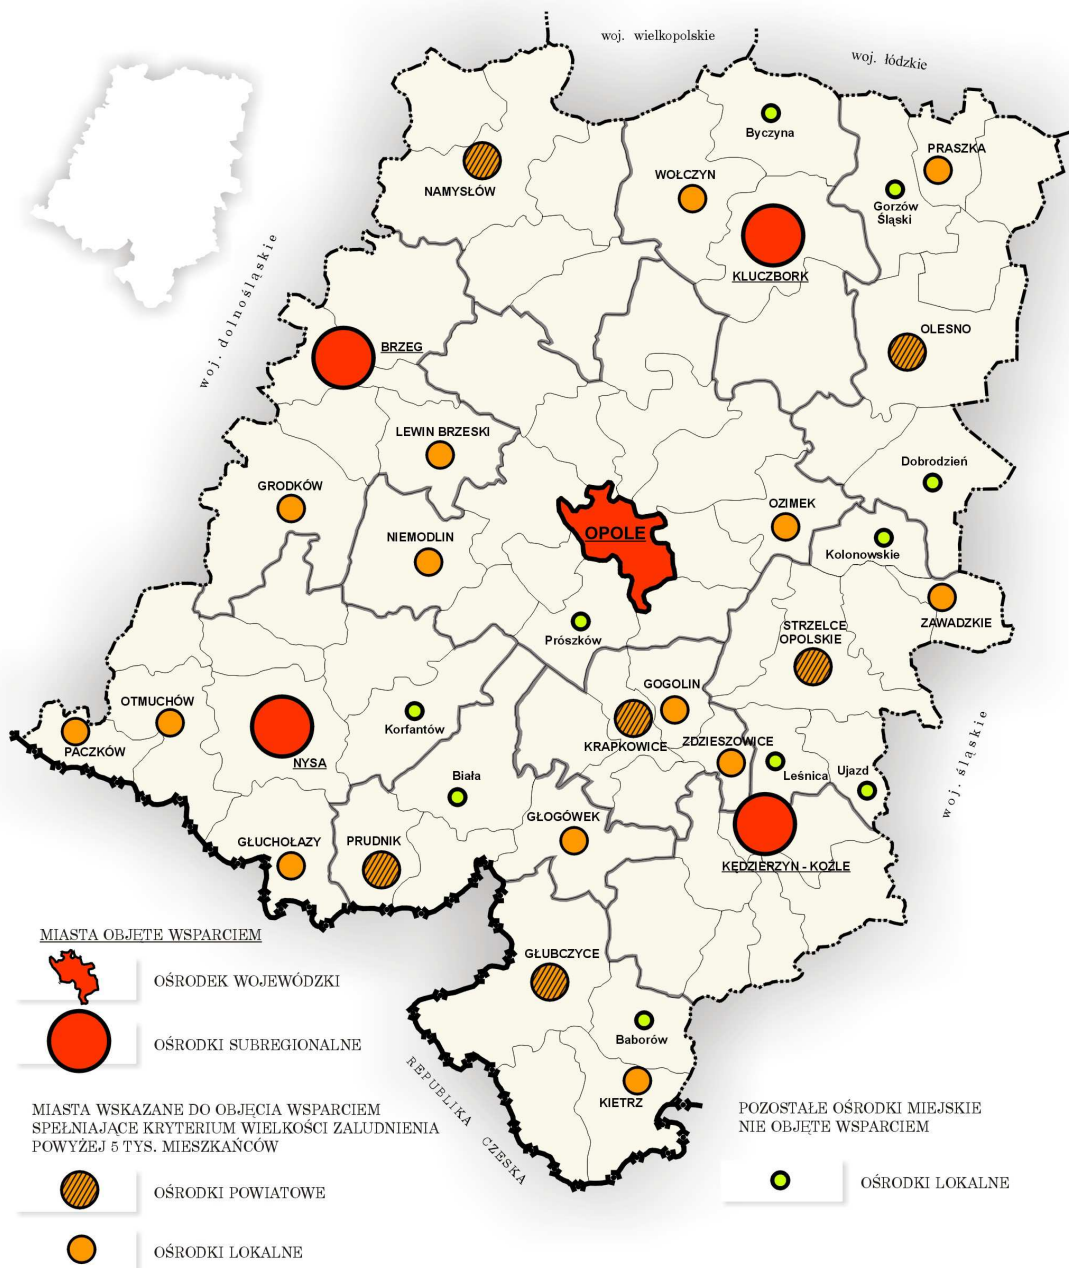 woj. wielkopolskie
woj. łódzkie
Byczyna
PRASZKA
WOŁCZYN
NAMYSŁÓW
Gorzów
Śląski
KLUCZBORK
woj. dolnośląskie
OLESNO
BRZEG
LEWIN BRZESKI
Dobrodzień
GRODKÓW
OZIMEK
OPOLE
NIEMODLIN
Kolonowskie
ZAWADZKIE
STRZELCE
OPOLSKIE
Prószków
GOGOLIN
OTMUCHÓW
Korfantów
KRAPKOWICE
ZDZIESZOWICE
PACZKÓW
NYSA
Biała
Leśnica
Ujazd
woj. śląskie
GŁOGÓWEK
GŁUCHOŁAZY
PRUDNIK
KĘDZIERZYN - KOŹLE
MIASTA OBJĘTE WSPARCIEM
GŁUBCZYCE
OŚRODEK WOJEWÓDZKI
Baborów
OŚRODKI SUBREGIONALNE
REPUBLIKA CZESKA
KIETRZ
MIASTA WSKAZANE DO OBJĘCIA WSPARCIEM
SPEŁNIAJĄCE KRYTERIUM WIELKOŚCI ZALUDNIENIA
POWYŻEJ 5 TYS. MIESZKAŃCÓW
POZOSTAŁE OŚRODKI MIEJSKIE
NIE OBJĘTE WSPARCIEM
OŚRODKI POWIATOWE
OŚRODKI LOKALNE
OŚRODKI LOKALNE